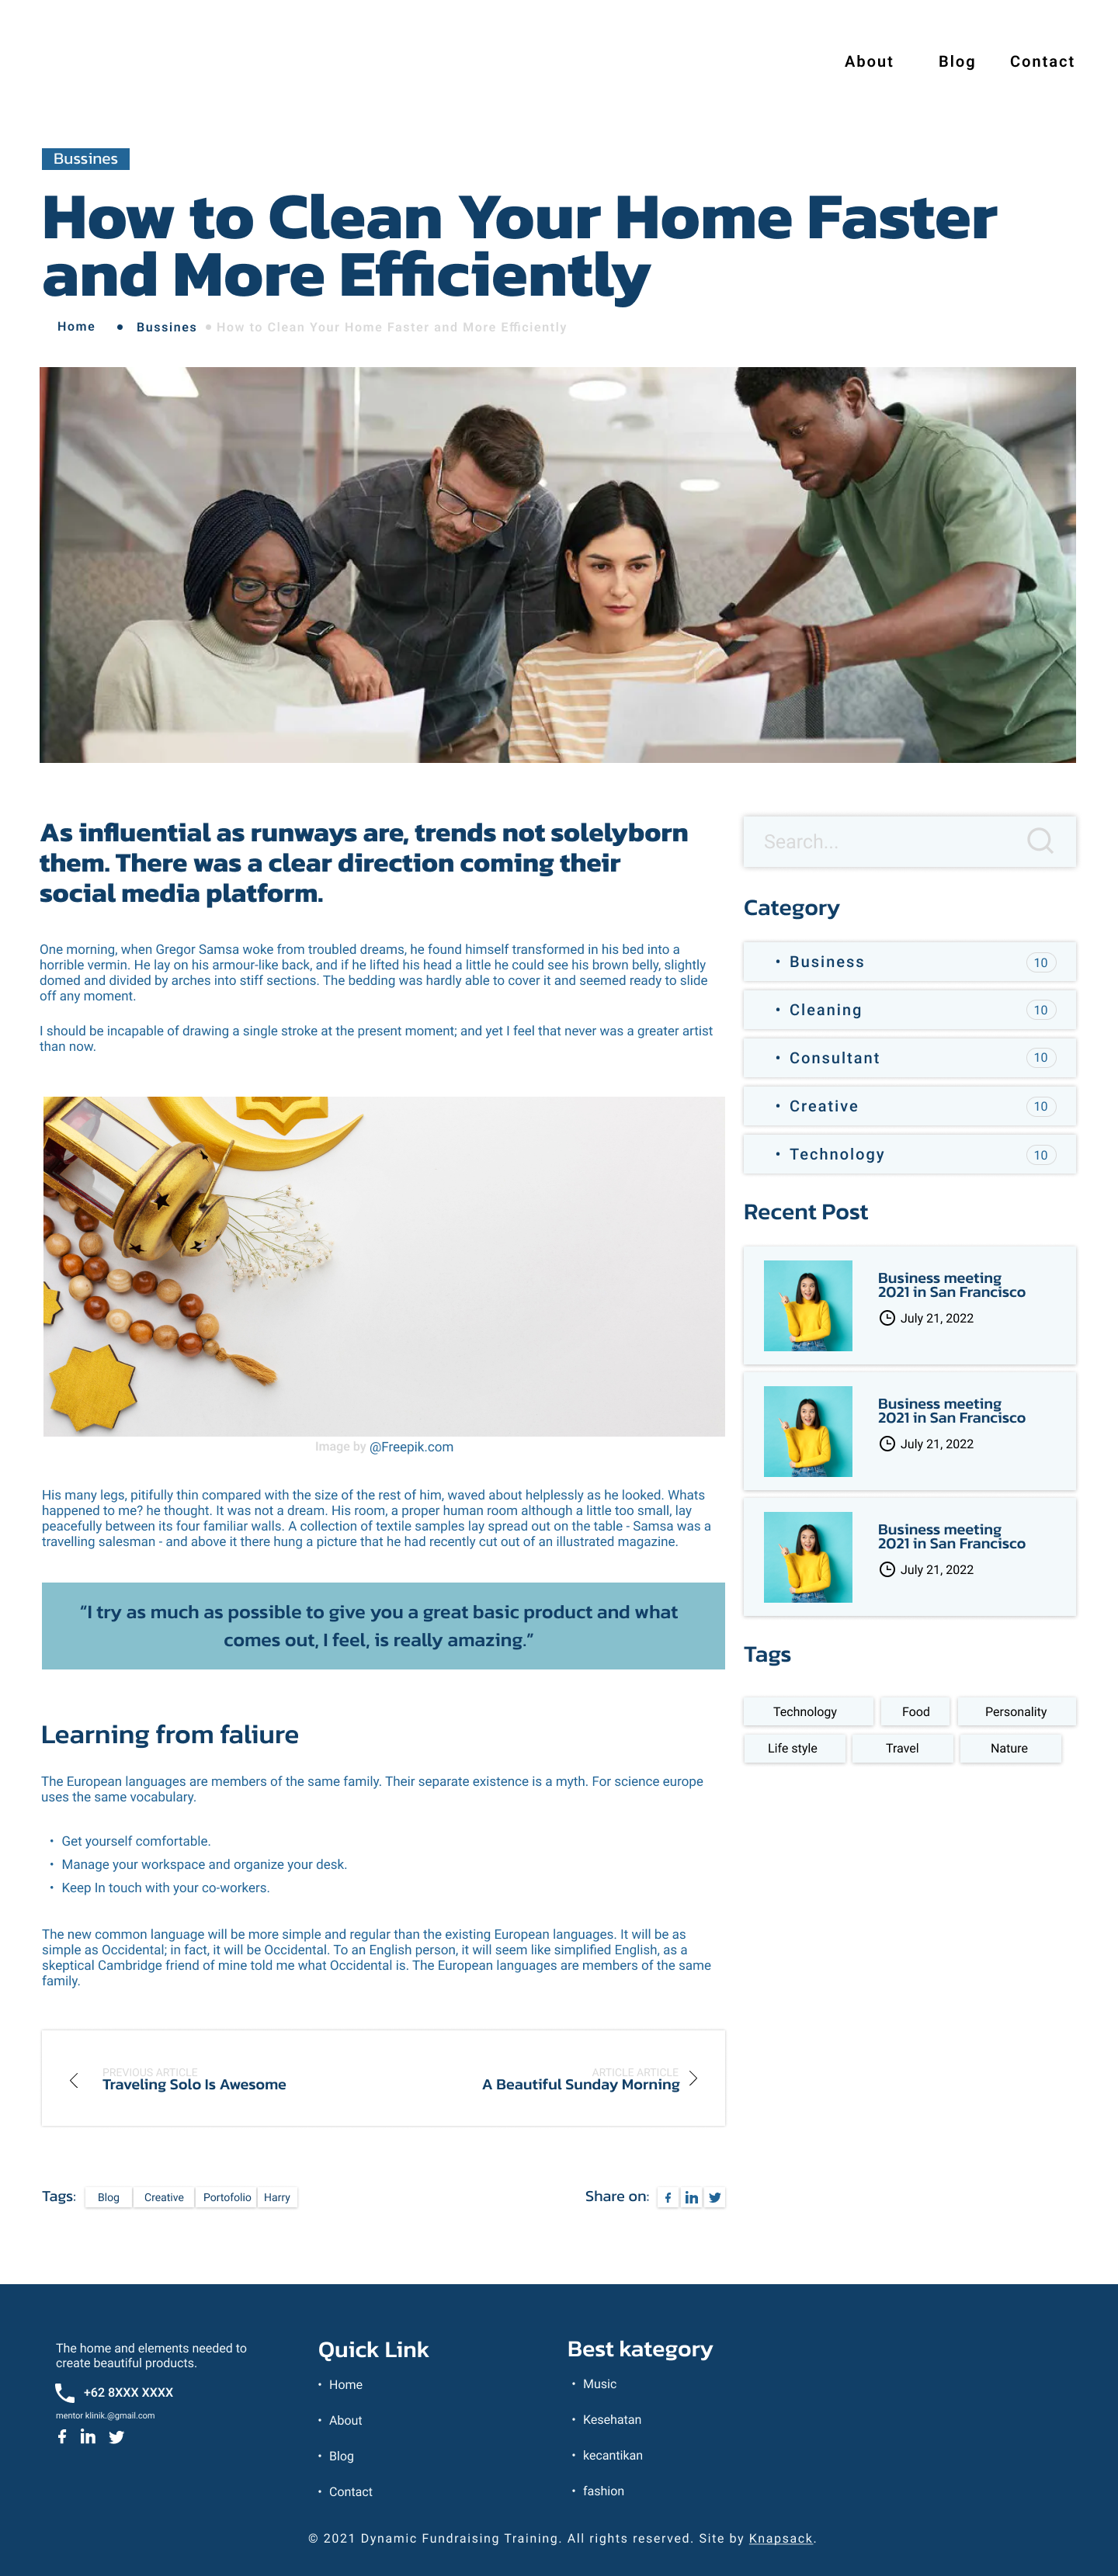 About Blog Contact
Bussines
How to Clean Your Home Faster
and More Efficiently
Home • Bussines • How to Clean Your Home Faster and More Efficiently
As influential as runways are, trends not solelyborn
them. There was a clear direction coming their
social media platform.
One morning, when Gregor Samsa woke from troubled dreams, he found himself transformed in his bed into a
horrible vermin. He lay on his armour-like back, and if he lifted his head a little he could see his brown belly, slightly
domed and divided by arches into stiff sections. The bedding was hardly able to cover it and seemed ready to slide
off any moment.
I should be incapable of drawing a single stroke at the present moment; and yet I feel that never was a greater artist
than now.
Image by @Freepik.com
His many legs, pitifully thin compared with the size of the rest of him, waved about helplessly as he looked. Whats
happened to me? he thought. It was not a dream. His room, a proper human room although a little too small, lay
peacefully between its four familiar walls. A collection of textile samples lay spread out on the table - Samsa was a
travelling salesman - and above it there hung a picture that he had recently cut out of an illustrated magazine.
“I try as much as possible to give you a great basic product and what
comes out, I feel, is really amazing.”
Learning from faliure
The European languages are members of the same family. Their separate existence is a myth. For science europe
uses the same vocabulary.
• Get yourself comfortable.
• Manage your workspace and organize your desk.
• Keep In touch with your co-workers.
The new common language will be more simple and regular than the existing European languages. It will be as
simple as Occidental; in fact, it will be Occidental. To an English person, it will seem like simplified English, as a
skeptical Cambridge friend of mine told me what Occidental is. The European languages are members of the same
family.
PREVIOUS ARTICLE
Traveling Solo Is Awesome
ARTICLE ARTICLE
A Beautiful Sunday Morning
Tags: Blog Creative Portofolio Harry
Share on:
Search...
Category
• Business 10
• Cleaning 10
• Consultant 10
• Creative 10
• Technology 10
Recent Post
Business meeting
2021 in San Francisco
July 21, 2022
Business meeting
2021 in San Francisco
July 21, 2022
Business meeting
2021 in San Francisco
July 21, 2022
Tags
Technology Food Personality
Life style Travel Nature
The home and elements needed to
create beautiful products.
+62 8XXX XXXX
mentor klinik.@gmail.com
Quick Link
• Home
• About
• Blog
• Contact
Best kategory
• Music
• Kesehatan
• kecantikan
• fashion
© 2021 Dynamic Fundraising Training. All rights reserved. Site by Knapsack.